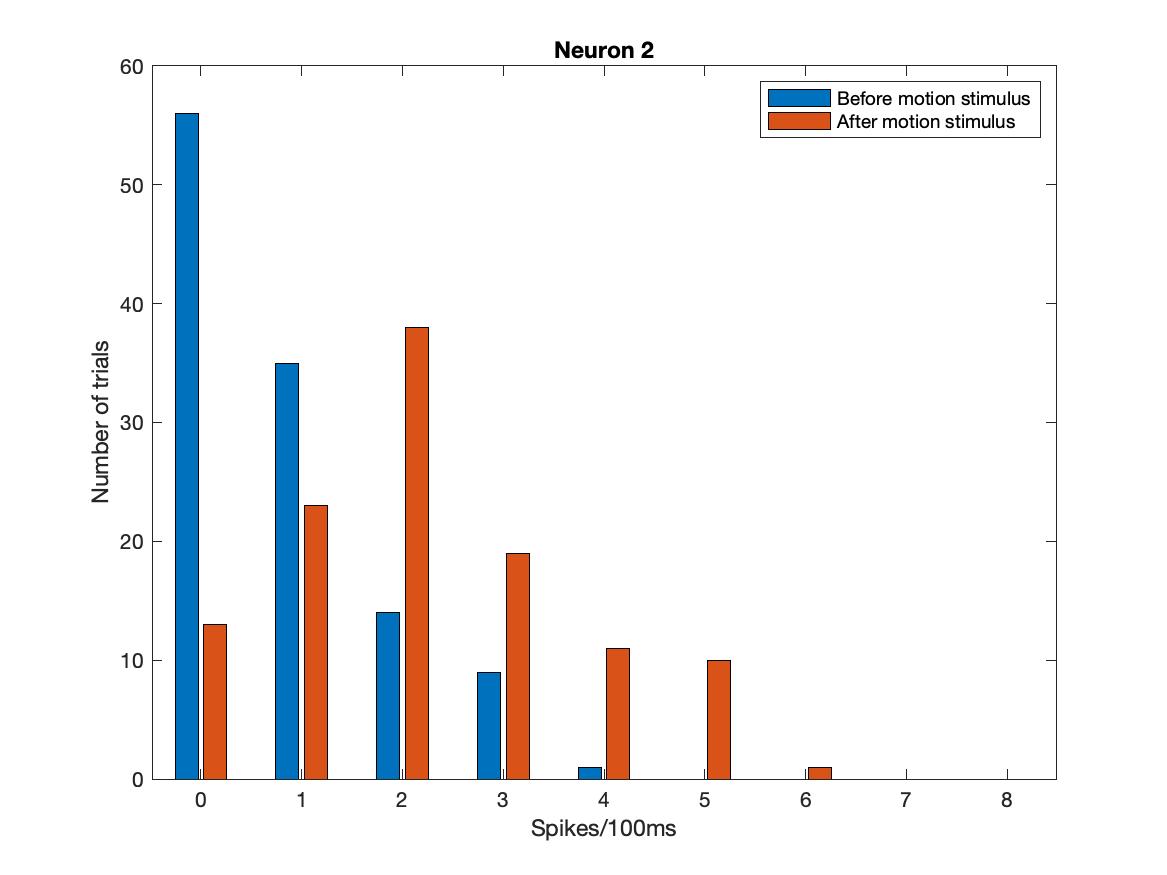 Neuron 2
Before motion stimulus
After motion stimulus
60
50
40
30
20
10
0
Number of trials
0 1 2 3 4 5 6 7 8
Spikes/100ms